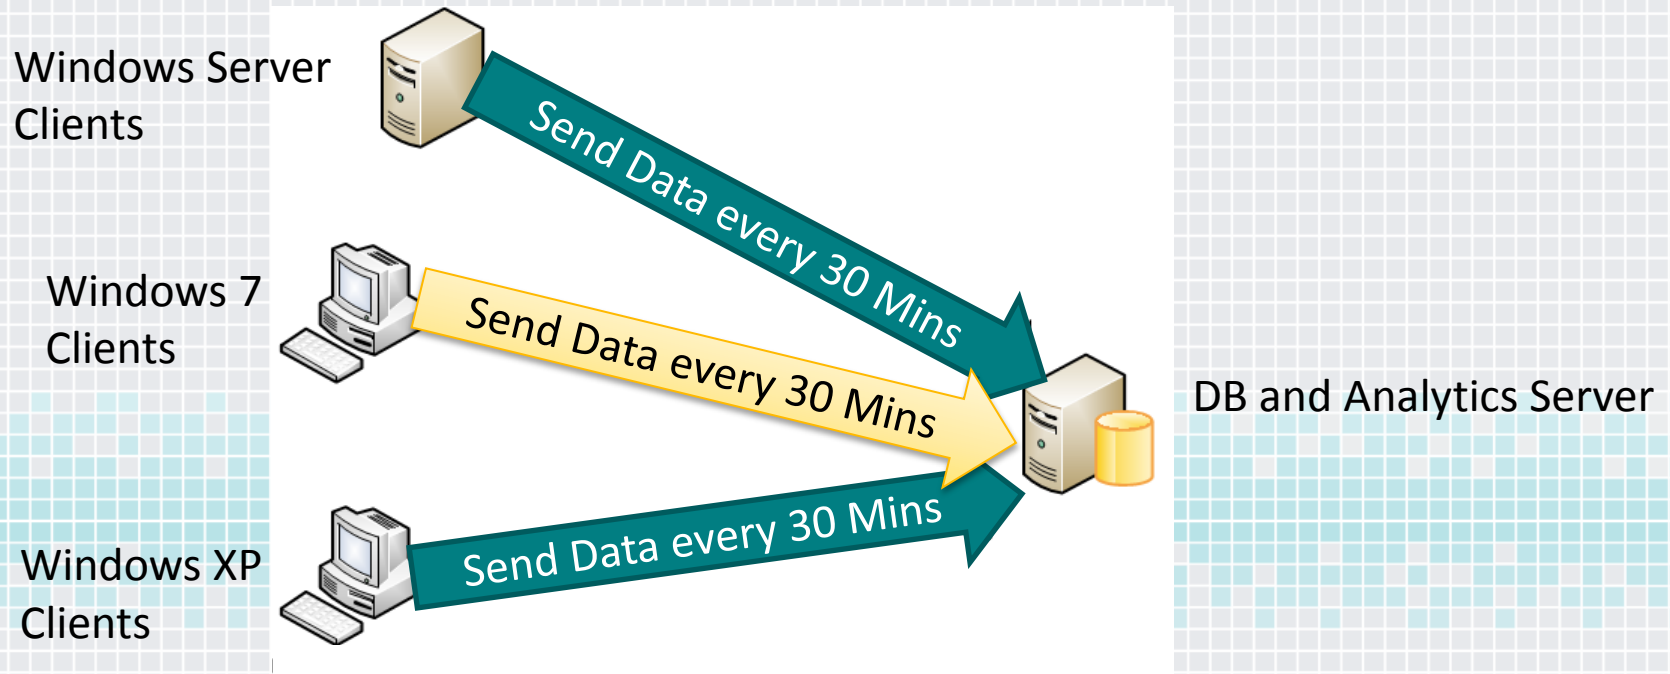 Windows Server
Clients
Send Data every 30 Mins
Windows 7
Clients
Send Data every 30 Mins
DB and Analytics Server
Windows XP
Clients
Send Data every 30 Mins